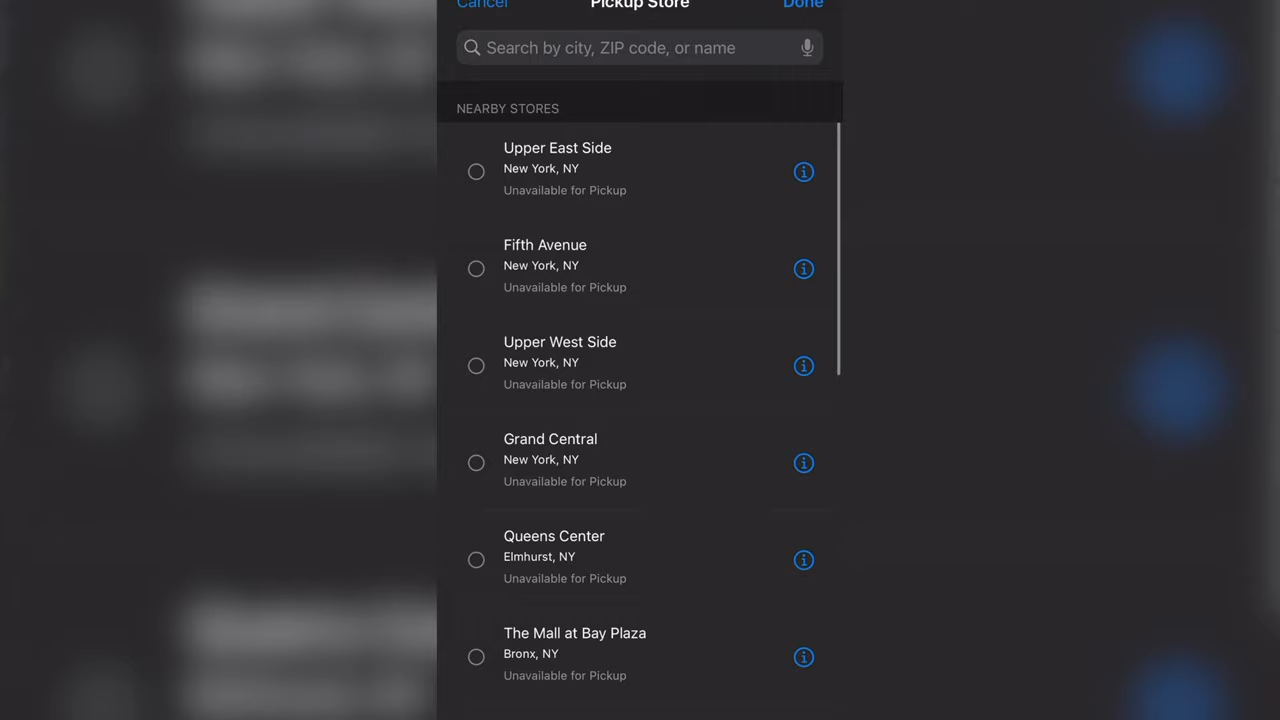 Cancel
Pickup Store
Done
Search by city, ZIP code, or name
NEARBY STORES
Upper East Side
New York, NY
Unavailable for Pickup
Fifth Avenue
New York, NY
Unavailable for Pickup
Upper West Side
New York, NY
Unavailable for Pickup
Grand Central
New York, NY
Unavailable for Pickup
Queens Center
Elmhurst, NY
Unavailable for Pickup
The Mall at Bay Plaza
Bronx, NY
Unavailable for Pickup